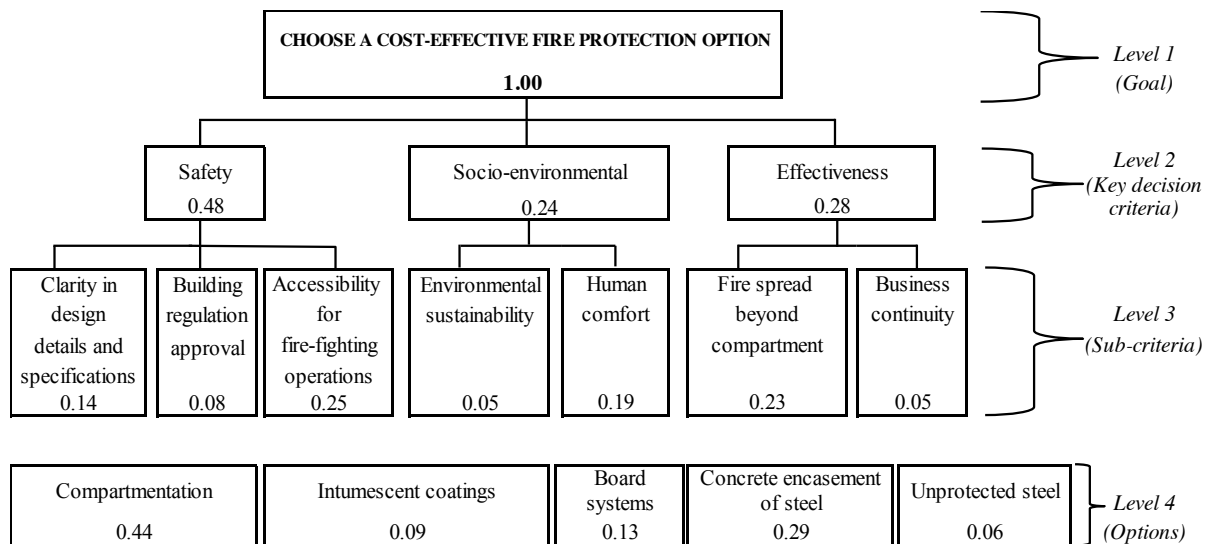 CHOOSE A COST-EFFECTIVE FIRE PROTECTION OPTION
1.00
Level 1
(Goal)
Safety
0.48
Socio-environmental
0.24
Effectiveness
0.28
Level 2
(Key decision
criteria)
Clarity in
design
details and
specifications
0.14
Building
regulation
approval
0.08
Accessibility
for
fire-fighting
operations
0.25
Environmental
sustainability
0.05
Human
comfort
0.19
Fire spread
beyond
compartment
0.23
Business
continuity
0.05
Level 3
(Sub-criteria)
Compartmentation
0.44
Intumescent coatings
0.09
Board
systems
0.13
Concrete encasement
of steel
0.29
Unprotected steel
0.06
Level 4
(Options)